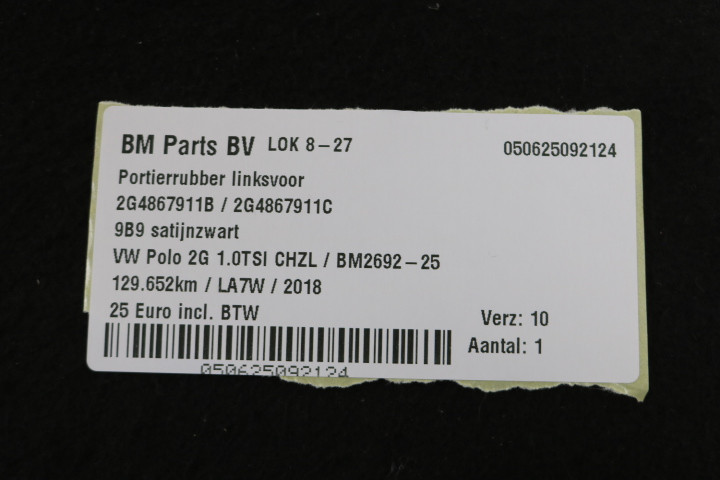 BM Parts BV LOK 8-27 050625092124
Portierrubber linksvoor
2G4867911B / 2G4867911C
9B9 satijnzwart
VW Polo 2G 1.0TSI CHZL / BM2692-25
129.652km / LA7W / 2018
25 Euro incl. BTW Verz: 10
Aantal: 1
050625092124